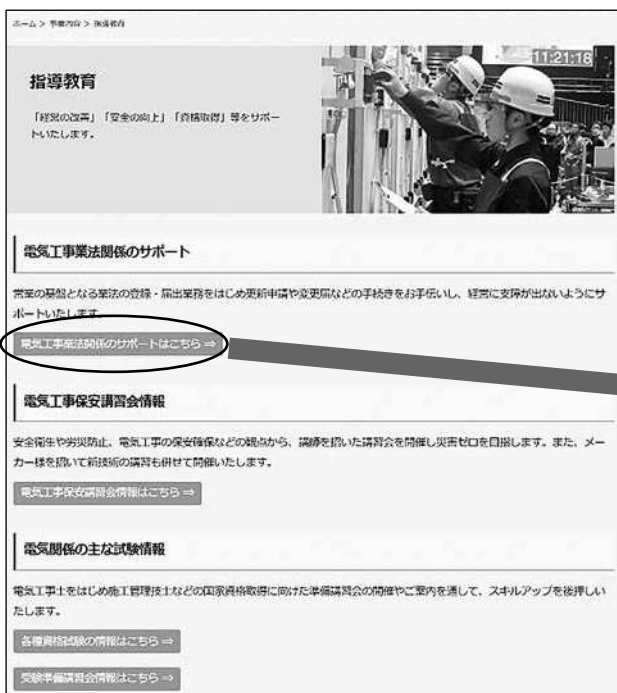 ホーム > 事業内容 > 指導教育
11:21:18
指導教育
「経営の改善」「安全の向上」「資格取得」等をサポー
トいたします。
電気工事業法関係のサポート
営業の基盤となる業法の登録・届出業務をはじめ更新申請や変更届などの手続きをお手伝いし、経営に支障が出ないようにサ
ポートいたします。
電気工事業法関係のサポートはこちら ⇒
電気工事保安講習会情報
安全衛生や労災防止、電気工事の保安確保などの観点から、講師を招いた講習会を開催し災害ゼロを目指します。また、メー
カー様を招いて新技術の講習も併せて開催いたします。
電気工事保安講習会情報はこちら ⇒
電気関係の主な試験情報
電気工事士をはじめ施工管理技士などの国家資格取得に向けた準備講習会の開催やご案内を通して、スキルアップを後押しい
たします。
各種資格試験の情報はこちら ⇒
受験準備講習会情報はこちら ⇒